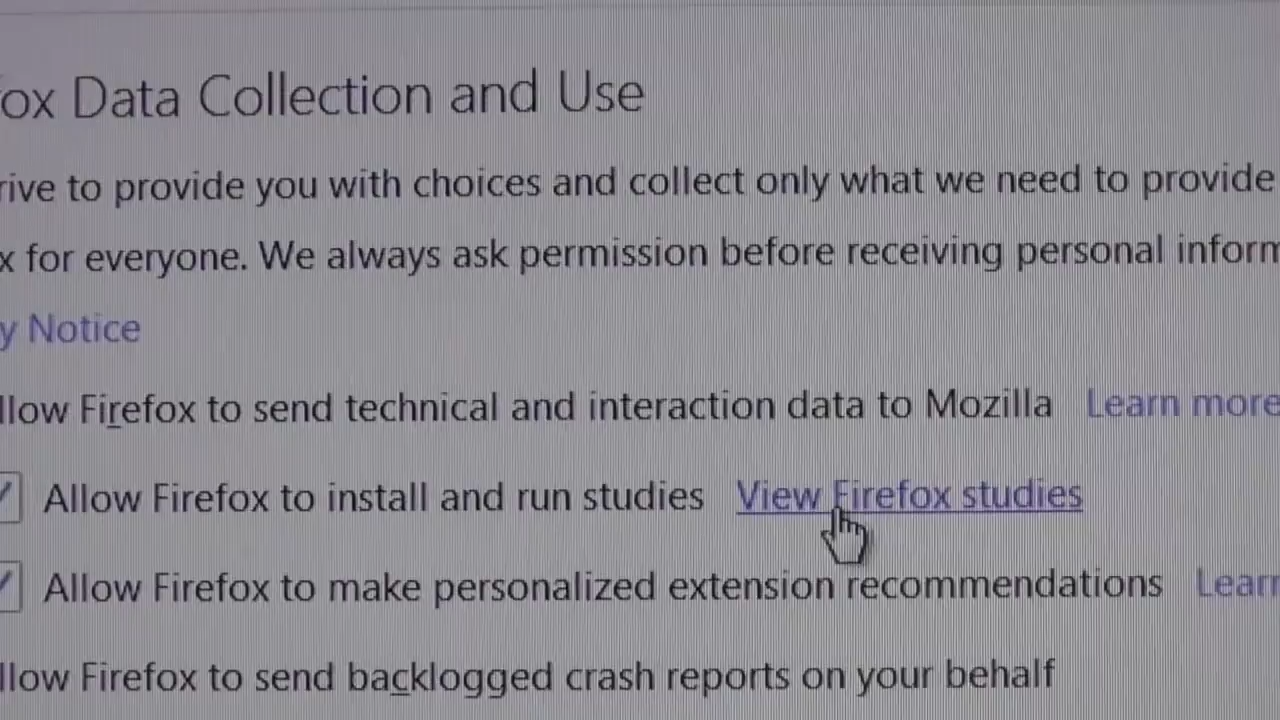 ox Data Collection and Use
rive to provide you with choices and collect only what we need to provide
x for everyone. We always ask permission before receiving personal inform
y Notice
llow Firefox to send technical and interaction data to Mozilla Learn more
Allow Firefox to install and run studies View Firefox studies
Allow Firefox to make personalized extension recommendations Learn
llow Firefox to send backlogged crash reports on your behalf